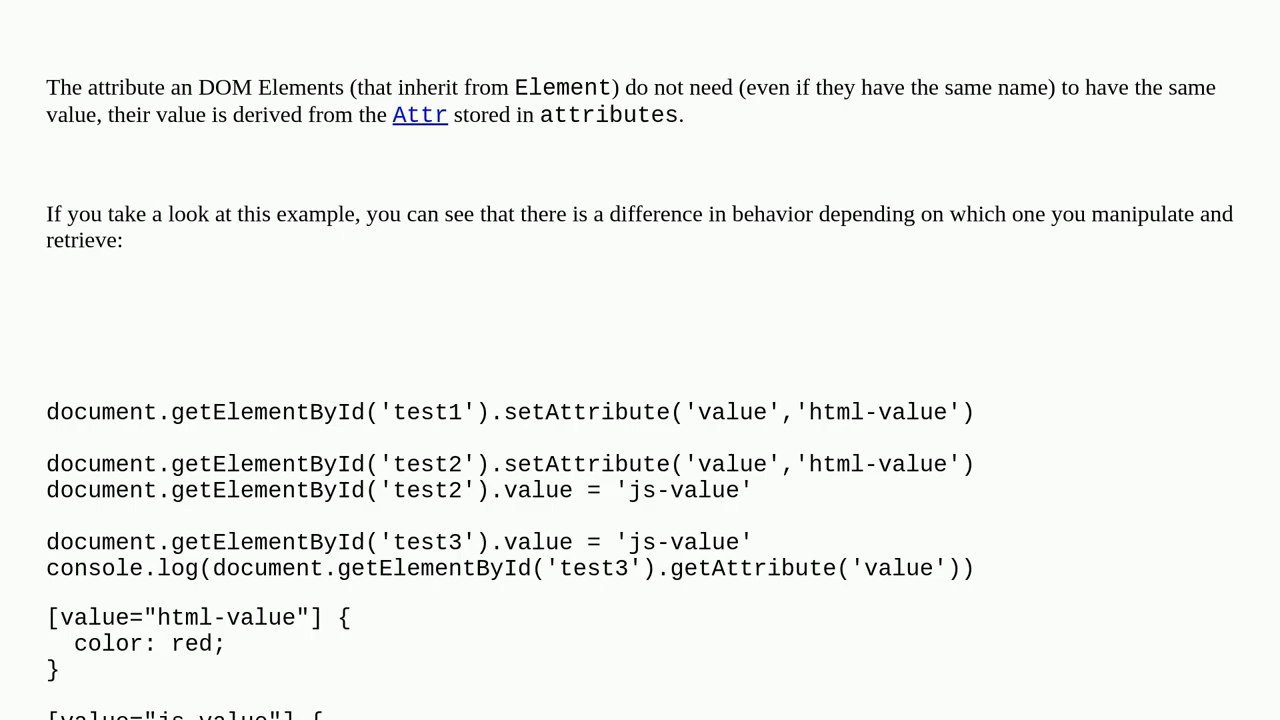 The attribute an DOM Elements (that inherit from Element) do not need (even if they have the same name) to have the same
value, their value is derived from the Attr stored in attributes.
If you take a look at this example, you can see that there is a difference in behavior depending on which one you manipulate and
retrieve:
document.getElementById('test1').setAttribute('value','html-value')
document.getElementById('test2').setAttribute('value','html-value')
document.getElementById('test2').value = 'js-value'
document.getElementById('test3').value = 'js-value'
console.log(document.getElementById('test3').getAttribute('value'))
[value="html-value"] {
  color: red;
}
[value="js-value"] {